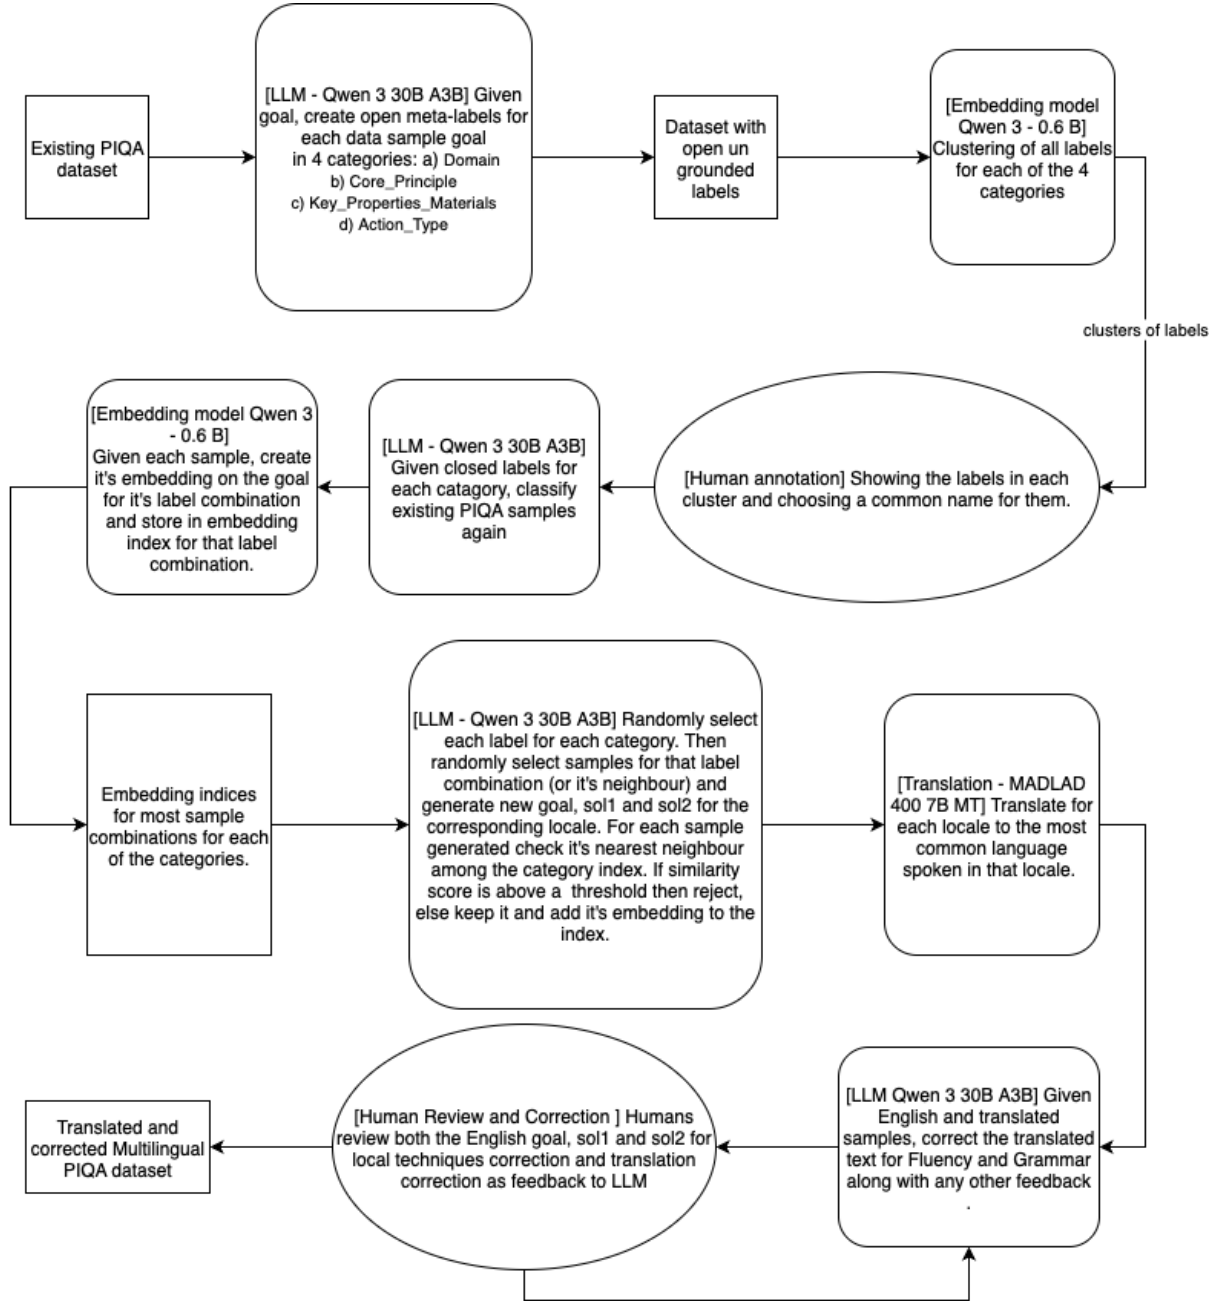 Existing PIQA
dataset
[LLM - Qwen 3 30B A3B] Given
goal, create open meta-labels for
each data sample goal
in 4 categories: a) Domain
b) Core_Principle
c) Key_Properties_Materials
d) Action_Type
Dataset with
open un
grounded
labels
[Embedding model
Qwen 3 - 0.6 B]
Clustering of all labels
for each of the 4
categories
clusters of labels
[Human annotation] Showing the labels in each
cluster and choosing a common name for them.
[LLM - Qwen 3 30B A3B]
Given closed labels for
each catagory, classify
existing PIQA samples
again
[Embedding model Qwen 3
- 0.6 B]
Given each sample, create
it's embedding on the goal
for it's label combination
and store in embedding
index for that label
combination.
Embedding indices
for most sample
combinations for each
of the categories.
[LLM - Qwen 3 30B A3B] Randomly select
each label for each category. Then
randomly select samples for that label
combination (or it's neighbour) and
generate new goal, sol1 and sol2 for the
corresponding locale. For each sample
generated check it's nearest neighbour
among the category index. If similarity
score is above a threshold then reject,
else keep it and add it's embedding to the
index.
[Translation - MADLAD
400 7B MT] Translate for
each locale to the most
common language
spoken in that locale.
[LLM Qwen 3 30B A3B] Given
English and translated
samples, correct the translated
text for Fluency and Grammar
along with any other feedback
.
[Human Review and Correction ] Humans
review both the English goal, sol1 and sol2 for
local techniques correction and translation
correction as feedback to LLM
Translated and
corrected Multilingual
PIQA dataset